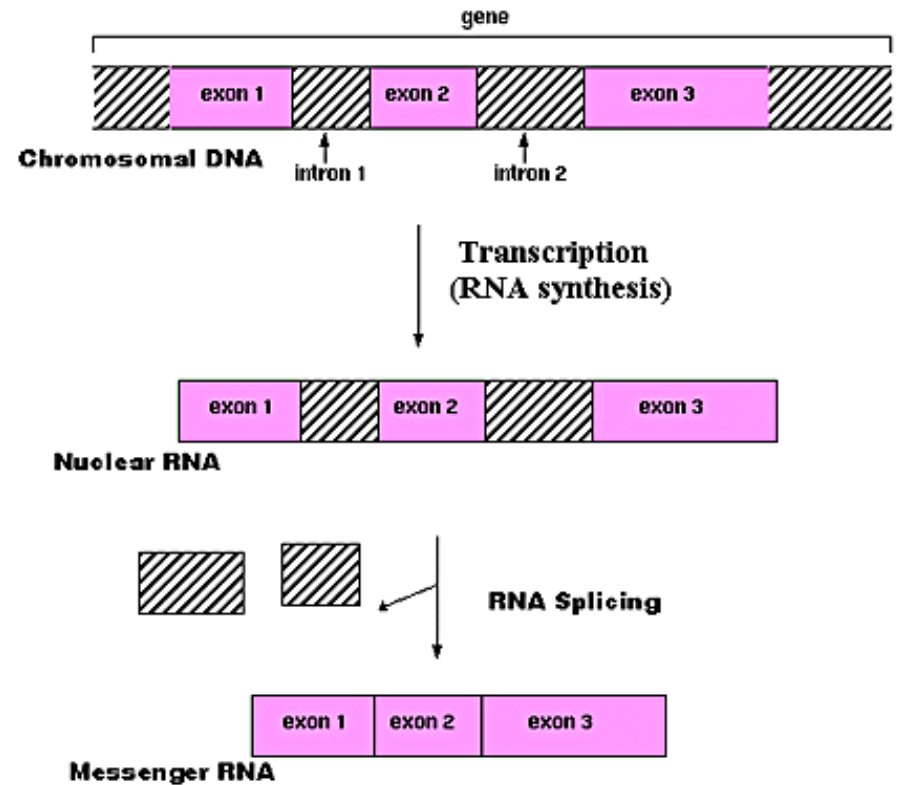 gene
exon 1 exon 2 exon 3
Chromosomal DNA
intron 1 intron 2
Transcription
(RNA synthesis)
exon 1 exon 2 exon 3
Nuclear RNA
RNA Splicing
exon 1 exon 2 exon 3
Messenger RNA